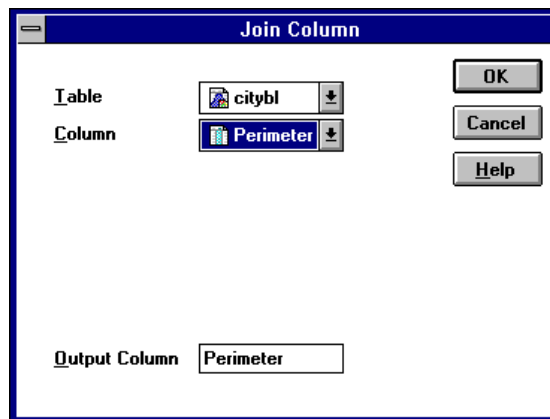 Join Column
Table citybl
Column Perimeter
OK
Cancel
Help
Output Column Perimeter